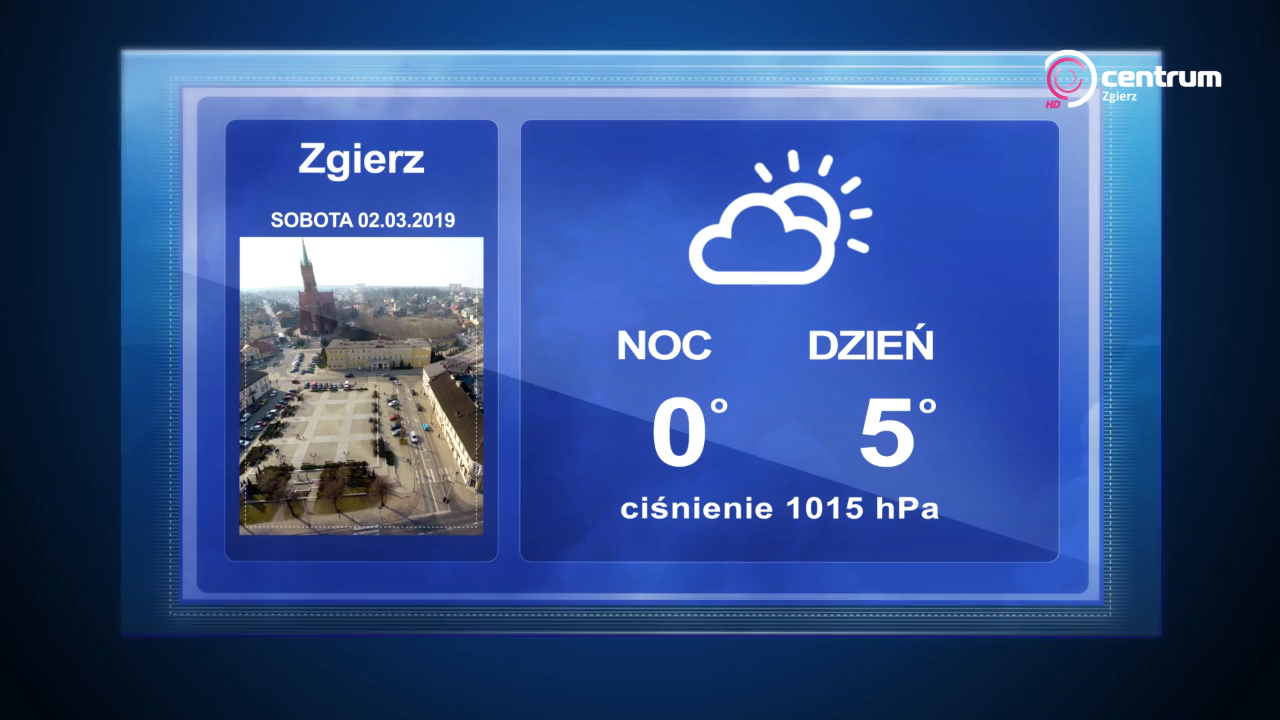 centrum
Zgierz
HD
Zgierz
SOBOTA 02.03.2019
NOC DZIEŃ
0° 5°
ciśnienie 1015 hPa